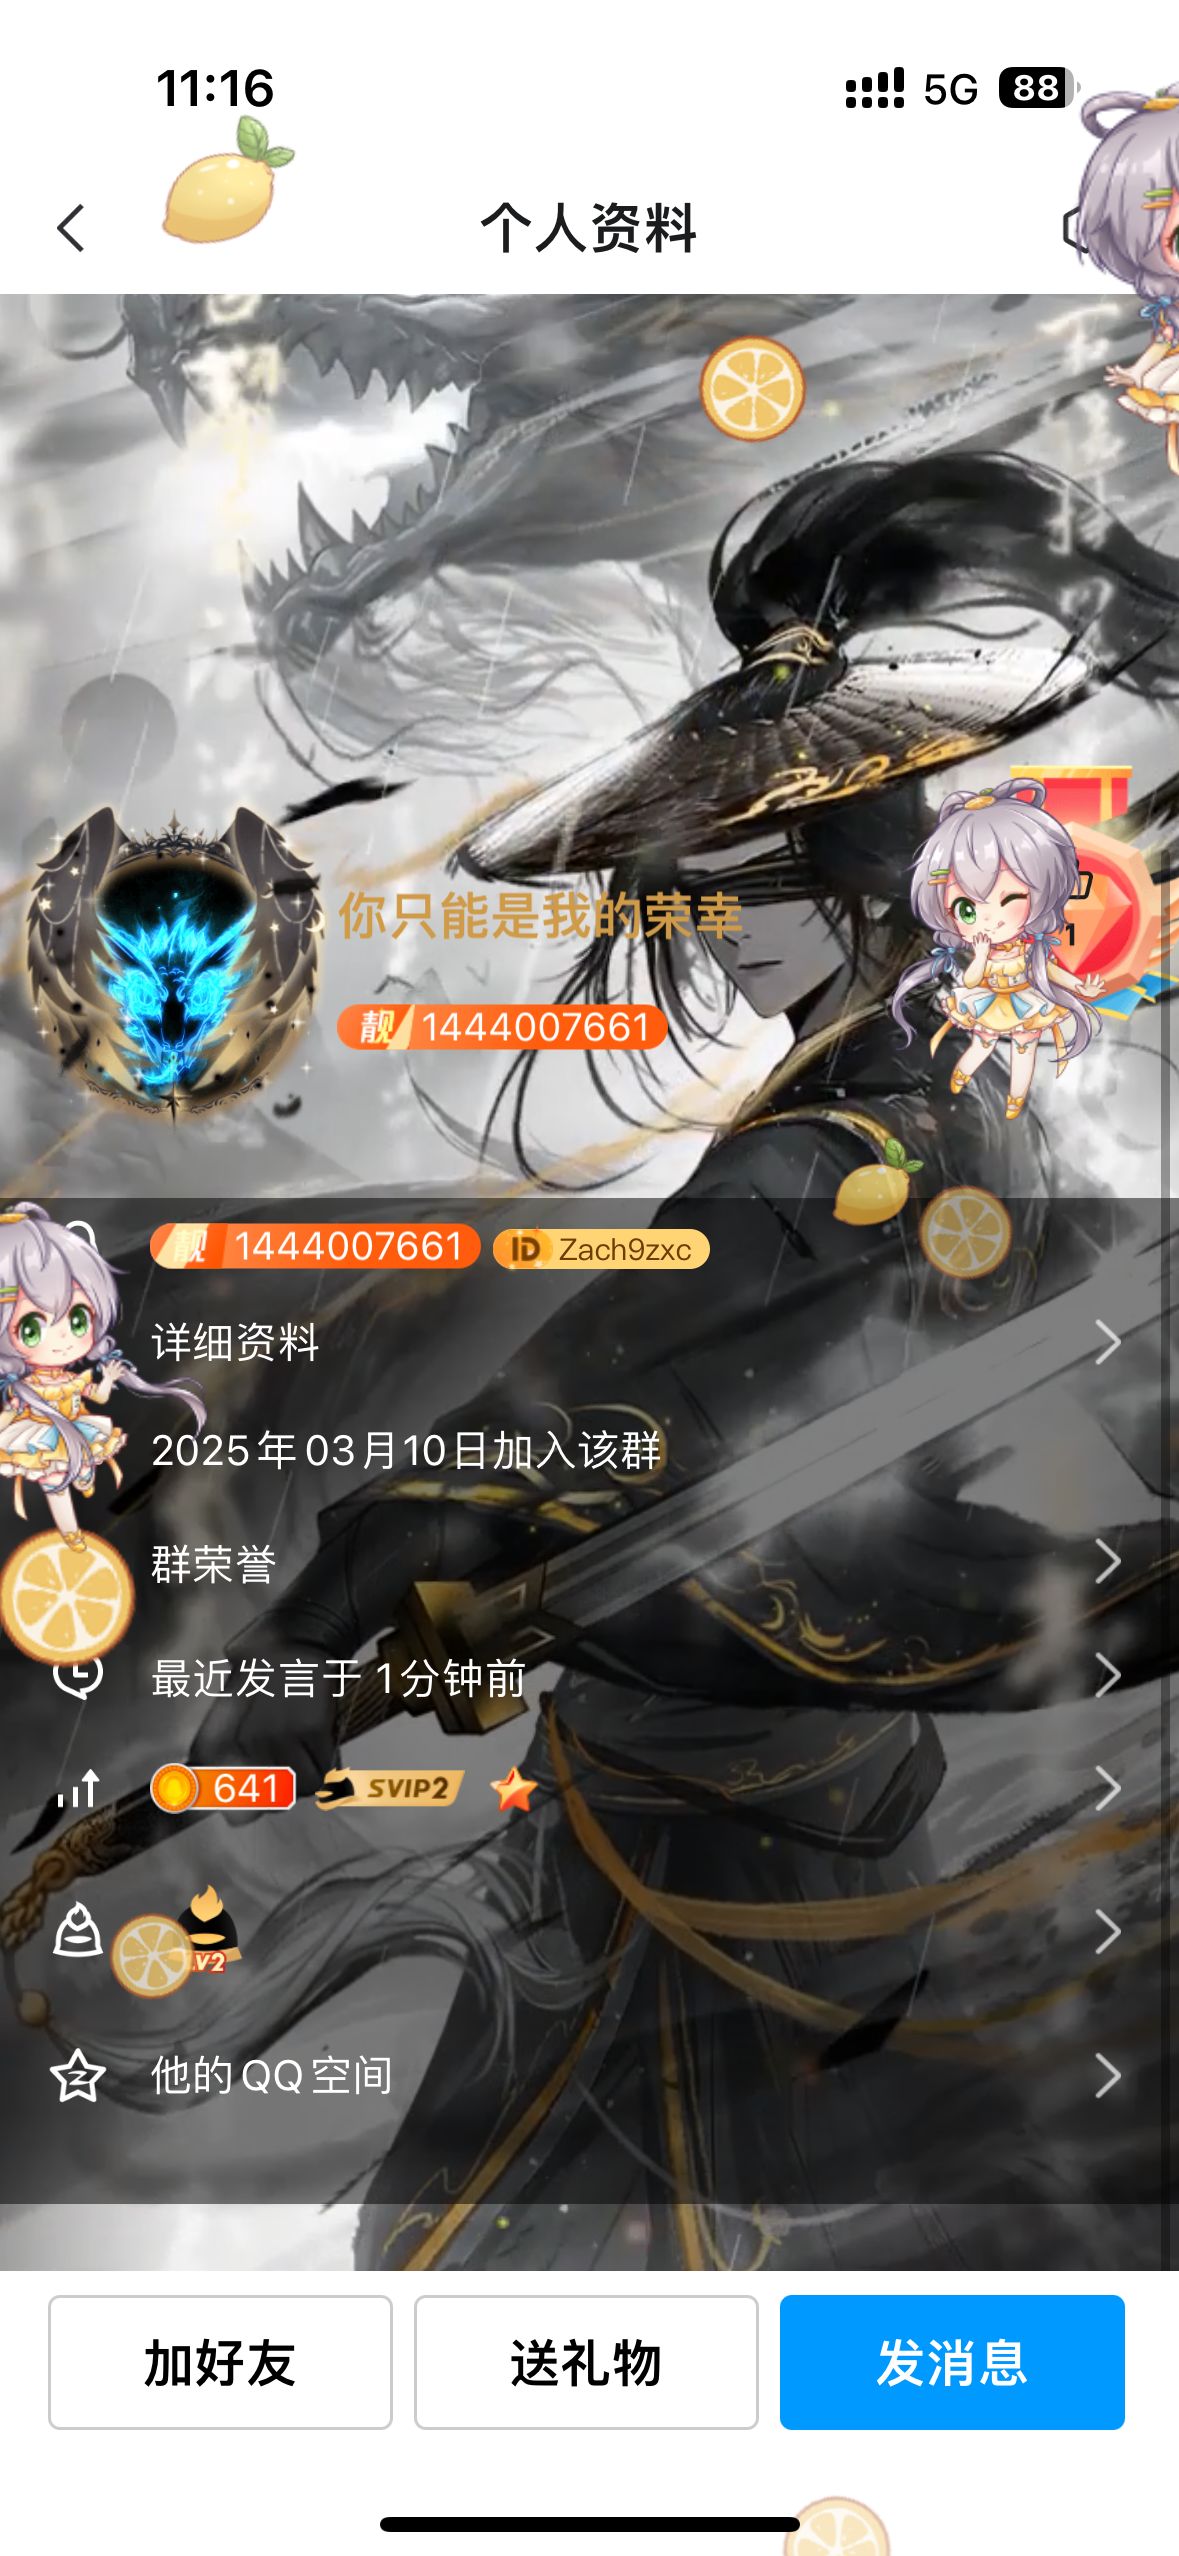 11:16
5G 88
个人资料
你只能是我的荣幸
靓 1444007661
1
靓 1444007661 ID Zach9zxc
详细资料
2025年03月10日加入该群
群荣誉
最近发言于 1分钟前
641 SVIP2
LV2
他的QQ空间
加好友 送礼物 发消息